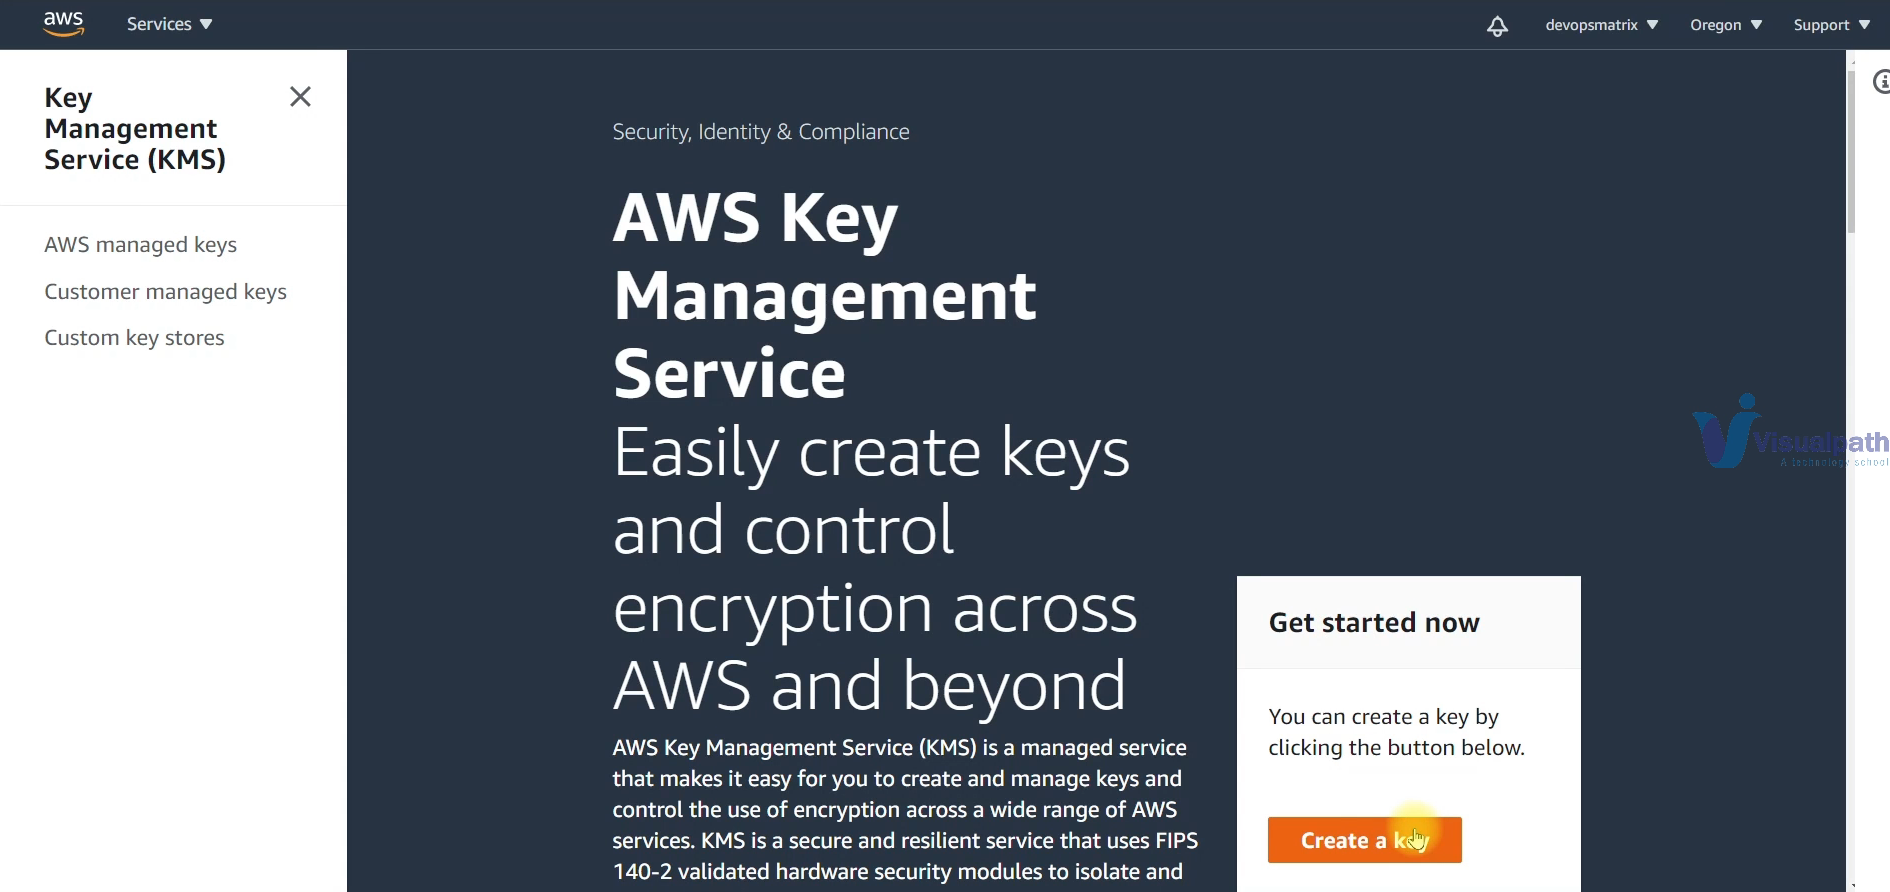 aws
Services
devopsmatrix
Oregon
Support
Key
Management
Service (KMS)
AWS managed keys
Customer managed keys
Custom key stores
Security, Identity & Compliance
AWS Key
Management
Service
Easily create keys
and control
encryption across
AWS and beyond
AWS Key Management Service (KMS) is a managed service
that makes it easy for you to create and manage keys and
control the use of encryption across a wide range of AWS
services. KMS is a secure and resilient service that uses FIPS
140-2 validated hardware security modules to isolate and
Get started now
You can create a key by
clicking the button below.
Create a key
Visualpath
A technology school